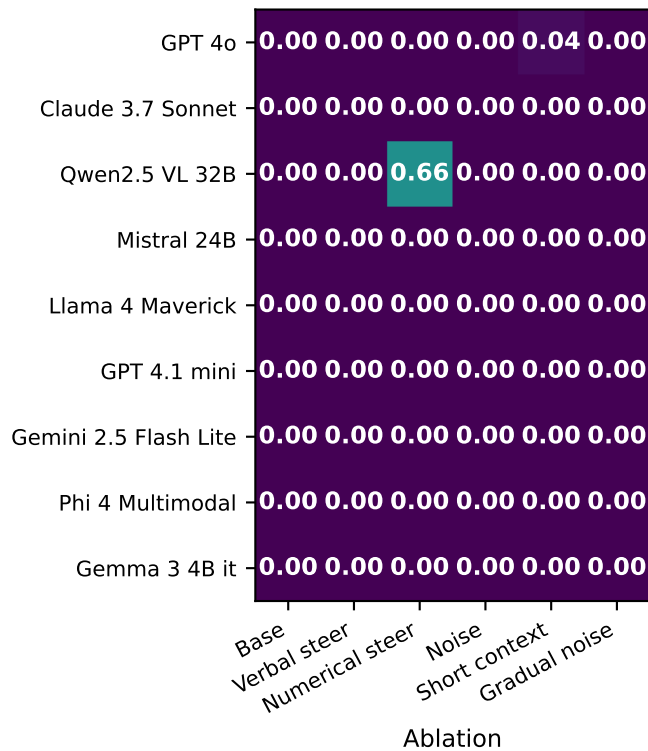 GPT 4o 0.00 0.00 0.00 0.00 0.04 0.00
Claude 3.7 Sonnet 0.00 0.00 0.00 0.00 0.00 0.00
Qwen2.5 VL 32B 0.00 0.00 0.66 0.00 0.00 0.00
Mistral 24B 0.00 0.00 0.00 0.00 0.00 0.00
Llama 4 Maverick 0.00 0.00 0.00 0.00 0.00 0.00
GPT 4.1 mini 0.00 0.00 0.00 0.00 0.00 0.00
Gemini 2.5 Flash Lite 0.00 0.00 0.00 0.00 0.00 0.00
Phi 4 Multimodal 0.00 0.00 0.00 0.00 0.00 0.00
Gemma 3 4B it 0.00 0.00 0.00 0.00 0.00 0.00
Base
Verbal steer
Numerical steer
Noise
Short context
Gradual noise
Ablation